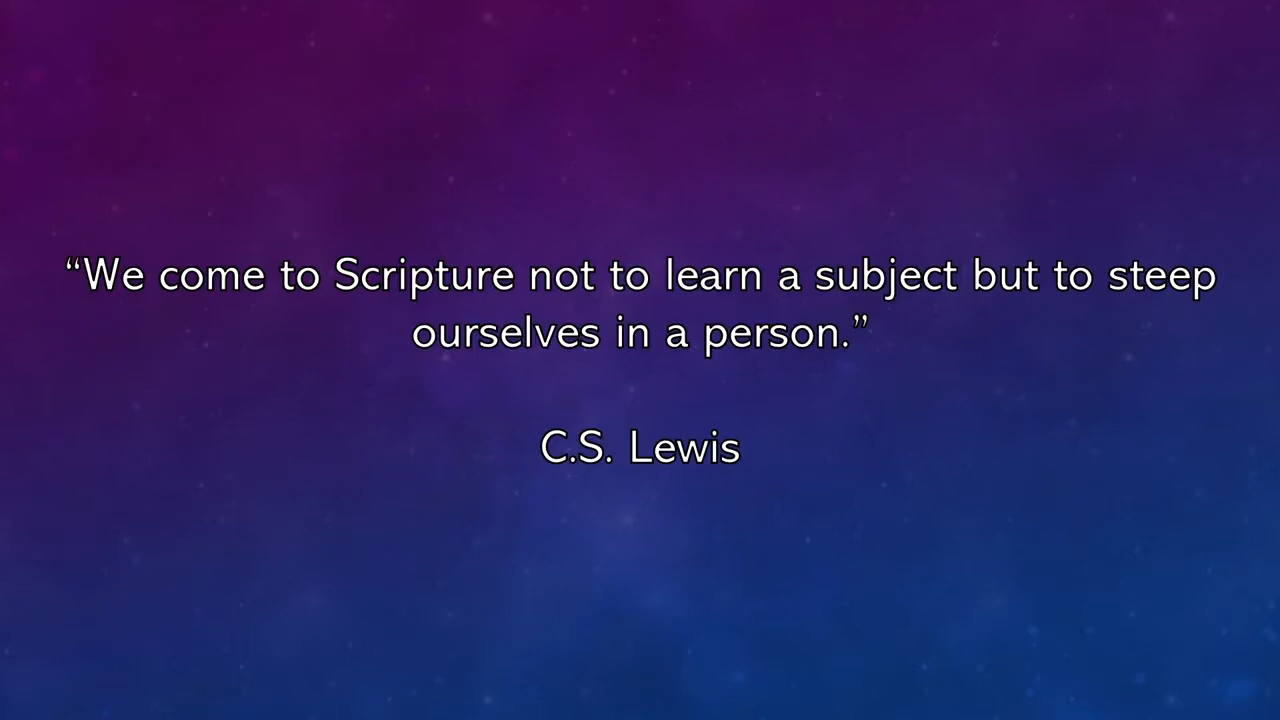 “We come to Scripture not to learn a subject but to steep
ourselves in a person.”
C.S. Lewis